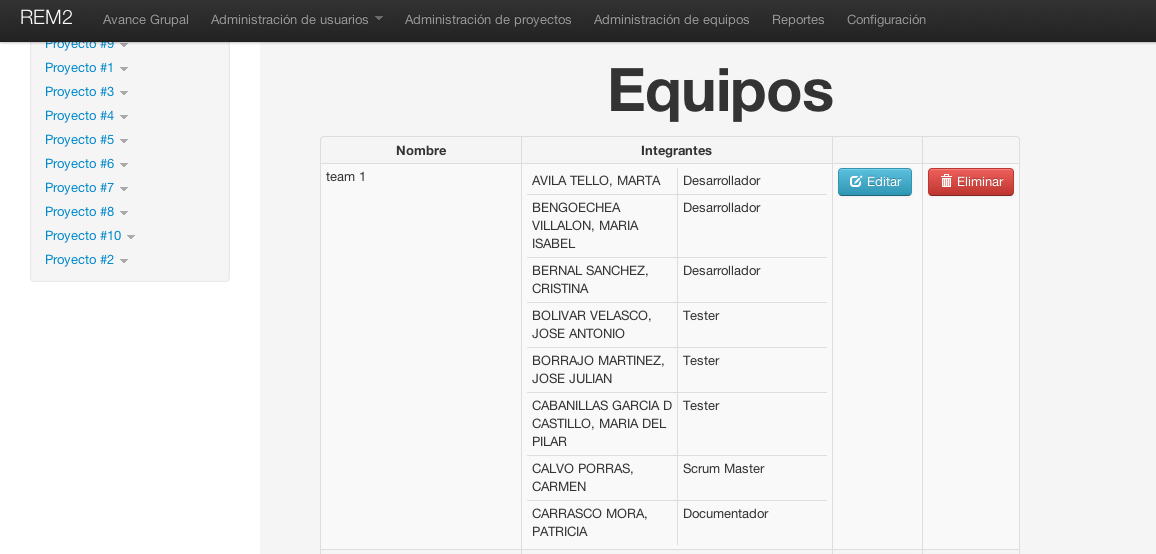 REM2 Avance Grupal Administración de usuarios Administración de proyectos Administración de equipos Reportes Configuración
Proyecto #9
Proyecto #1
Proyecto #3
Proyecto #4
Proyecto #5
Proyecto #6
Proyecto #7
Proyecto #8
Proyecto #10
Proyecto #2
Equipos
Nombre Integrantes
team 1
AVILA TELLO, MARTA Desarrollador
Editar Eliminar
BENGOECHEA Desarrollador
VILLALON, MARIA
ISABEL
BERNAL SANCHEZ, Desarrollador
CRISTINA
BOLIVAR VELASCO, Tester
JOSE ANTONIO
BORRAJO MARTINEZ, Tester
JOSE JULIAN
CABANILLAS GARCIA D Tester
CASTILLO, MARIA DEL
PILAR
CALVO PORRAS, Scrum Master
CARMEN
CARRASCO MORA, Documentador
PATRICIA